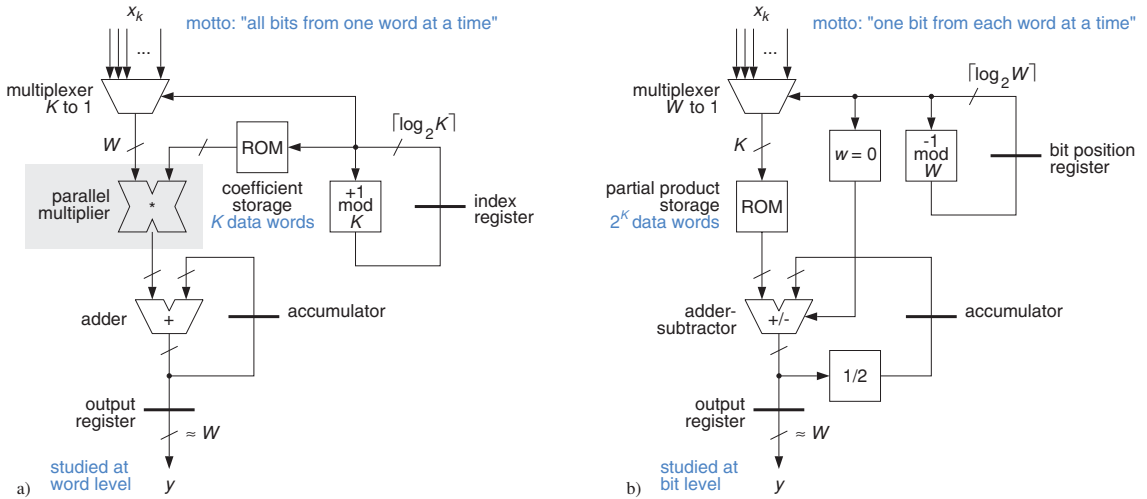 x_k
motto: "all bits from one word at a time"
...
multiplexer
K to 1
⌈log₂K⌉
W
ROM
parallel
multiplier
*
coefficient
storage
K data words
+1
mod
K
index
register
adder
+
accumulator
output
register
≈ W
studied at
word level
a)
y
x_k
motto: "one bit from each word at a time"
...
⌈log₂W⌉
multiplexer
W to 1
K
w = 0
-1
mod
W
bit position
register
partial product
storage
2^K data words
ROM
adder-
subtractor
+/-
accumulator
1/2
output
register
≈ W
studied at
bit level
b)
y